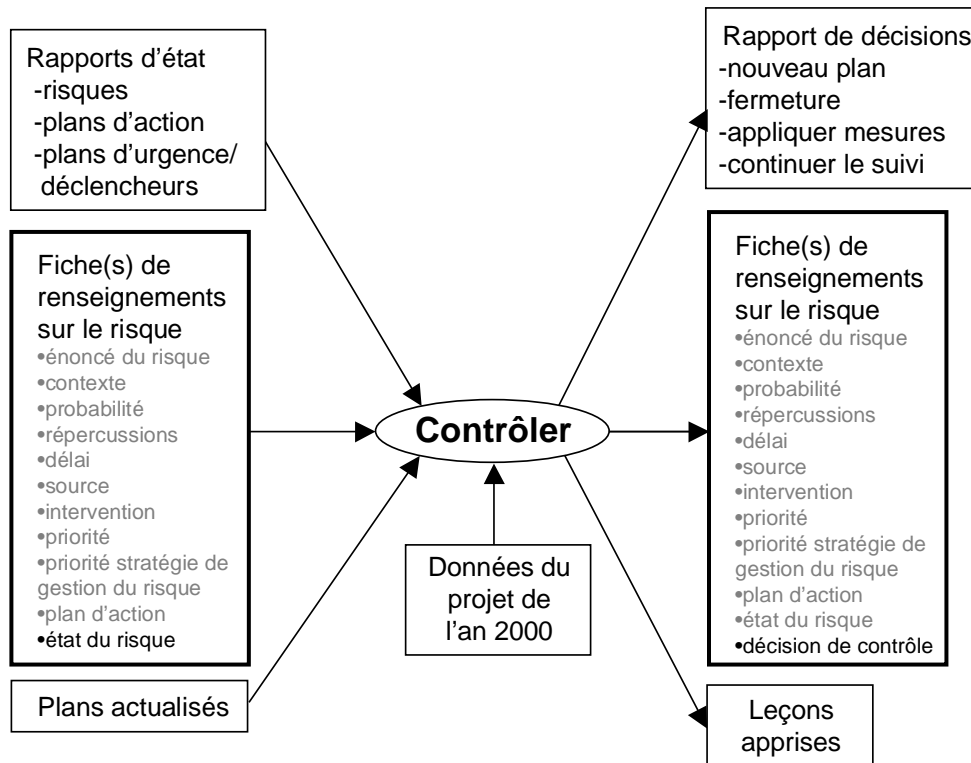 Rapports d’état
-risques
-plans d’action
-plans d’urgence/
déclencheurs
Fiche(s) de
renseignements
sur le risque
•énoncé du risque
•contexte
•probabilité
•répercussions
•délai
•source
•intervention
•priorité
•priorité stratégie de
gestion du risque
•plan d’action
•état du risque
Plans actualisés
Contrôler
Données du
projet de
l’an 2000
Rapport de décisions
-nouveau plan
-fermeture
-appliquer mesures
-continuer le suivi
Fiche(s) de
renseignements
sur le risque
•énoncé du risque
•contexte
•probabilité
•répercussions
•délai
•source
•intervention
•priorité
•priorité stratégie de
gestion du risque
•plan d’action
•état du risque
•décision de contrôle
Leçons
apprises